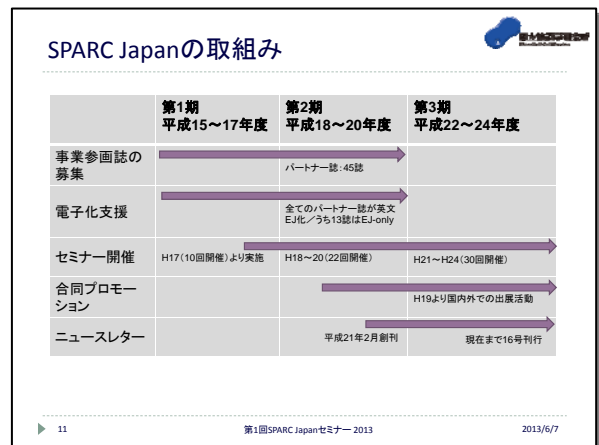 SPARC Japanの取組み
第1期
平成15～17年度
第2期
平成18～20年度
第3期
平成22～24年度
事業参画誌の
募集
パートナー誌：45誌
電子化支援
全てのパートナー誌が英文
EJ化／うち13誌はEJ-only
セミナー開催
H17（10回開催）より実施
H18～20（22回開催）
H21～H24（30回開催）
合同プロモー
ション
H19より国内外での出展活動
ニュースレター
平成21年2月創刊
現在まで16号刊行
11
第1回SPARC Japanセミナー 2013
2013/6/7